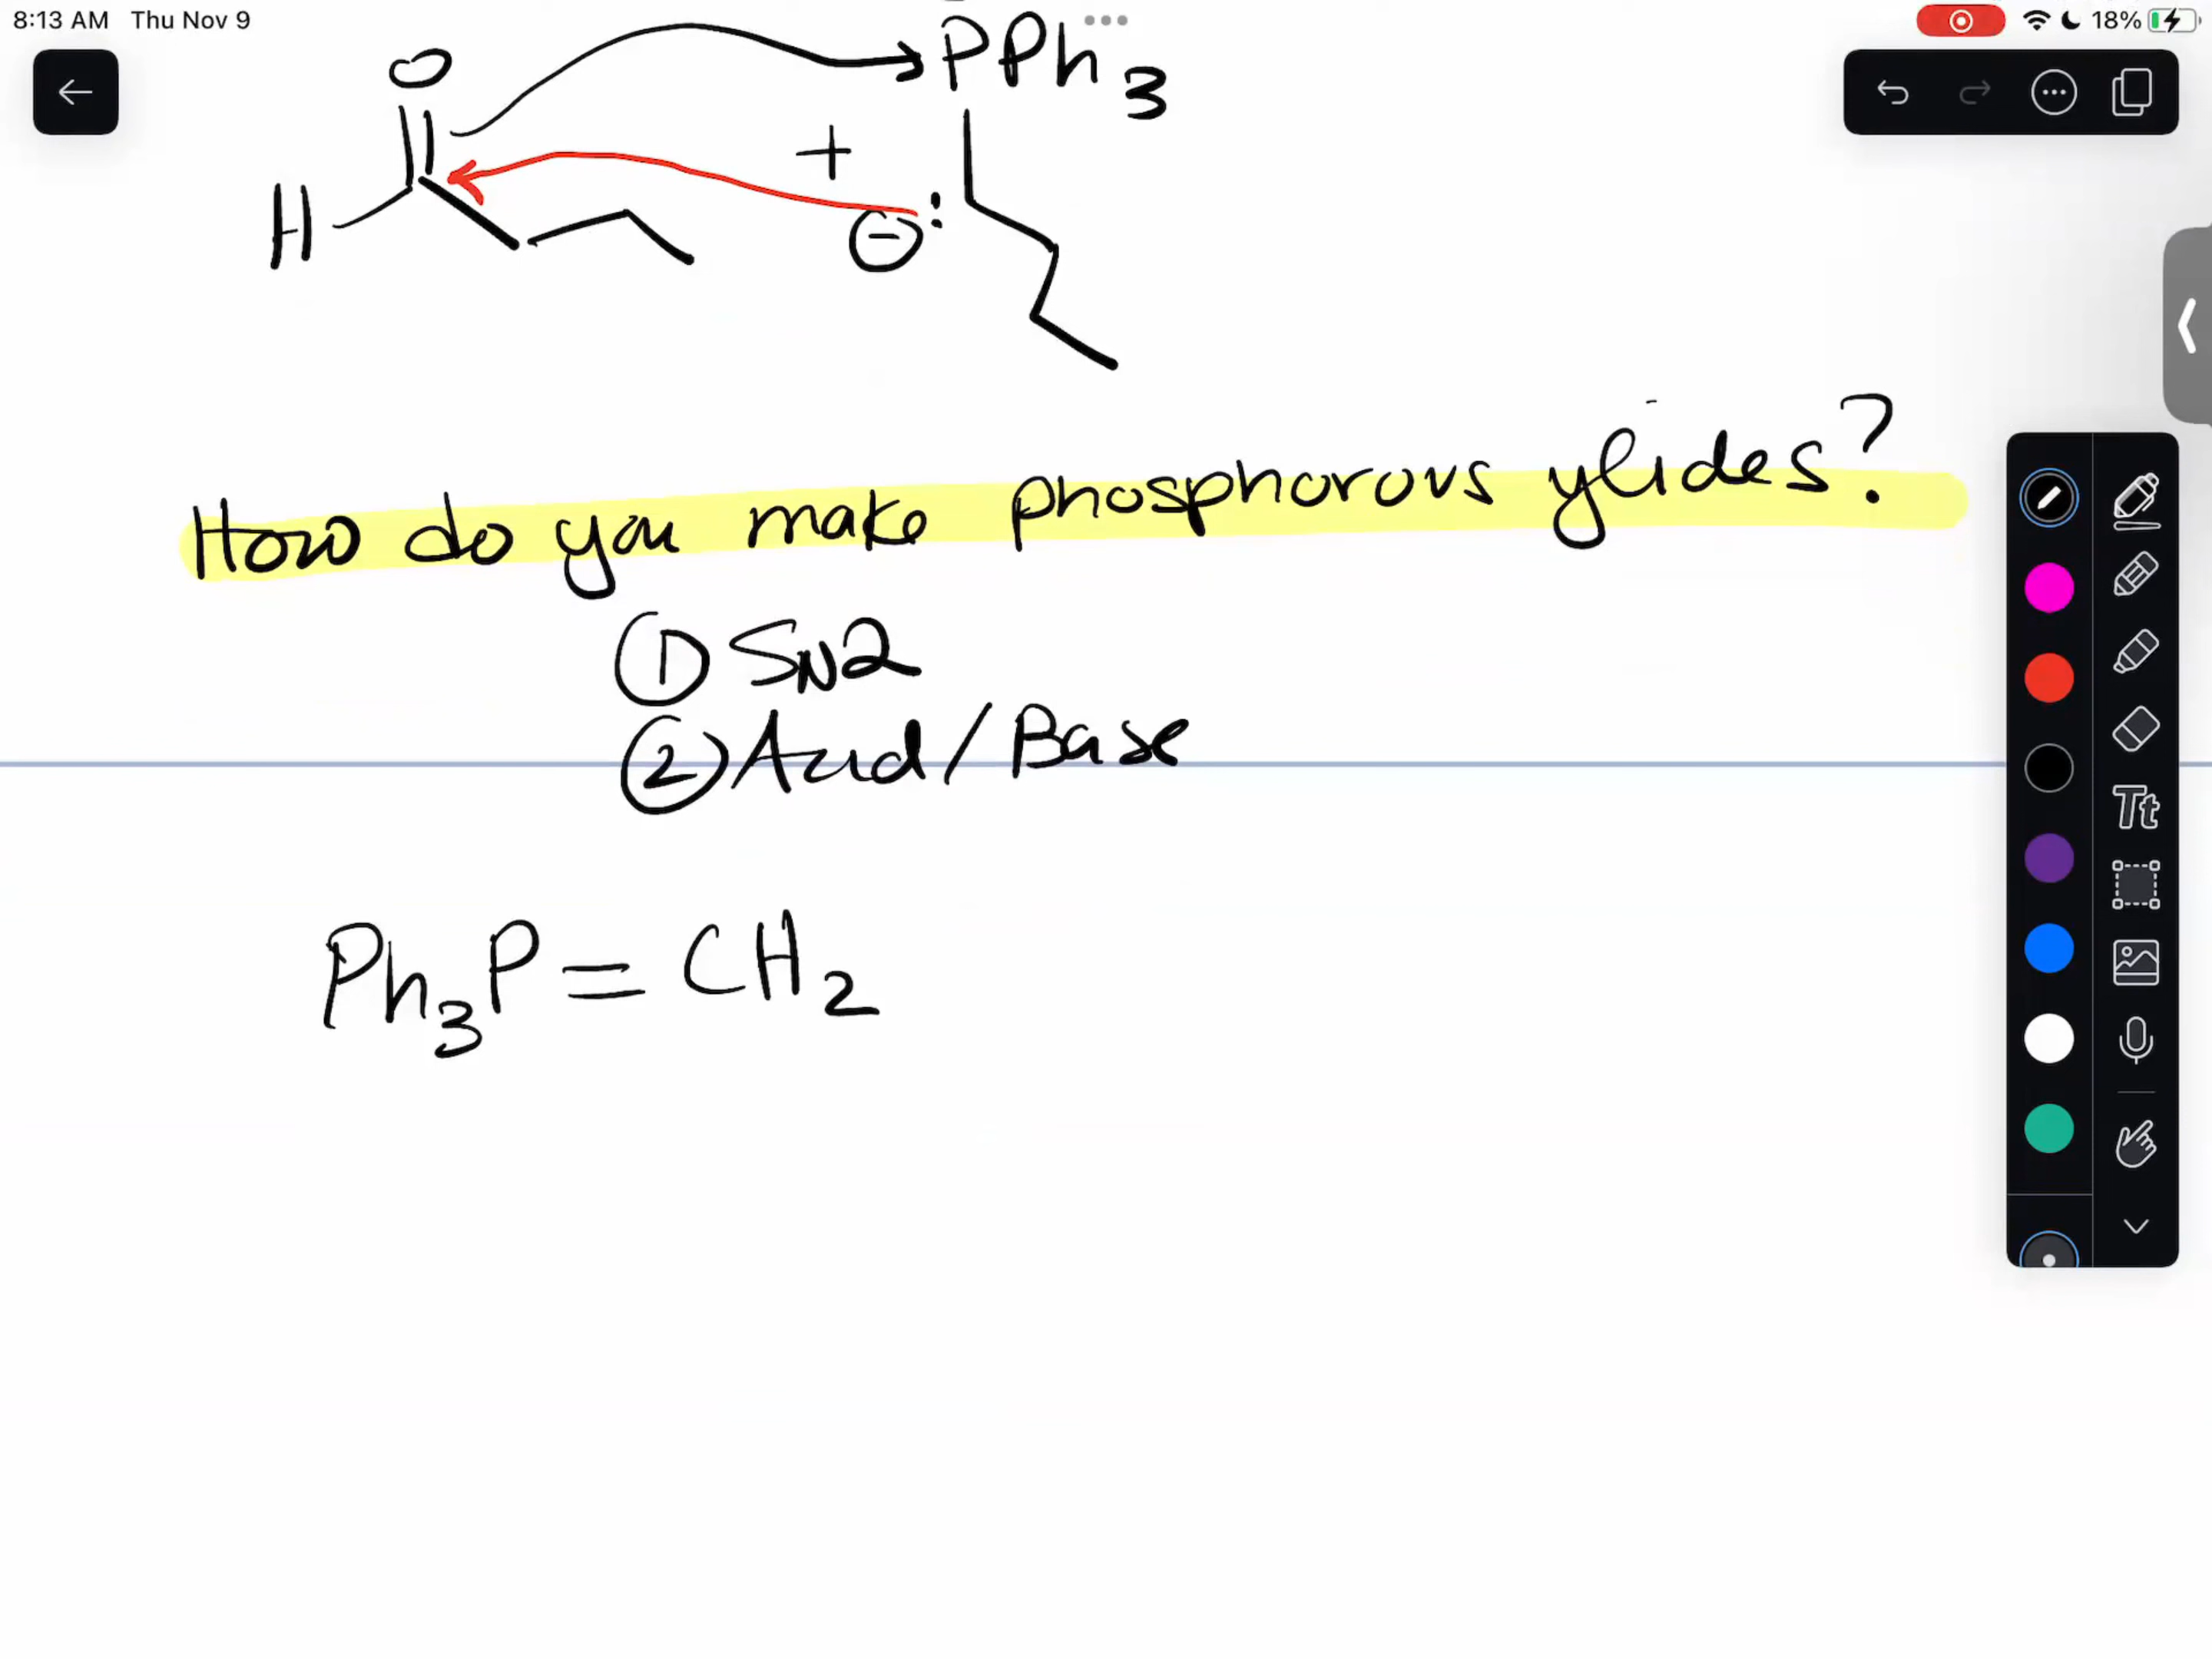 8:13 AM Thu Nov 9
18%
O
PPh3
+
H
⊖:
How do you make phosphorous ylides?
① SN2
② Acid/Base
Ph3P=CH2
Tt